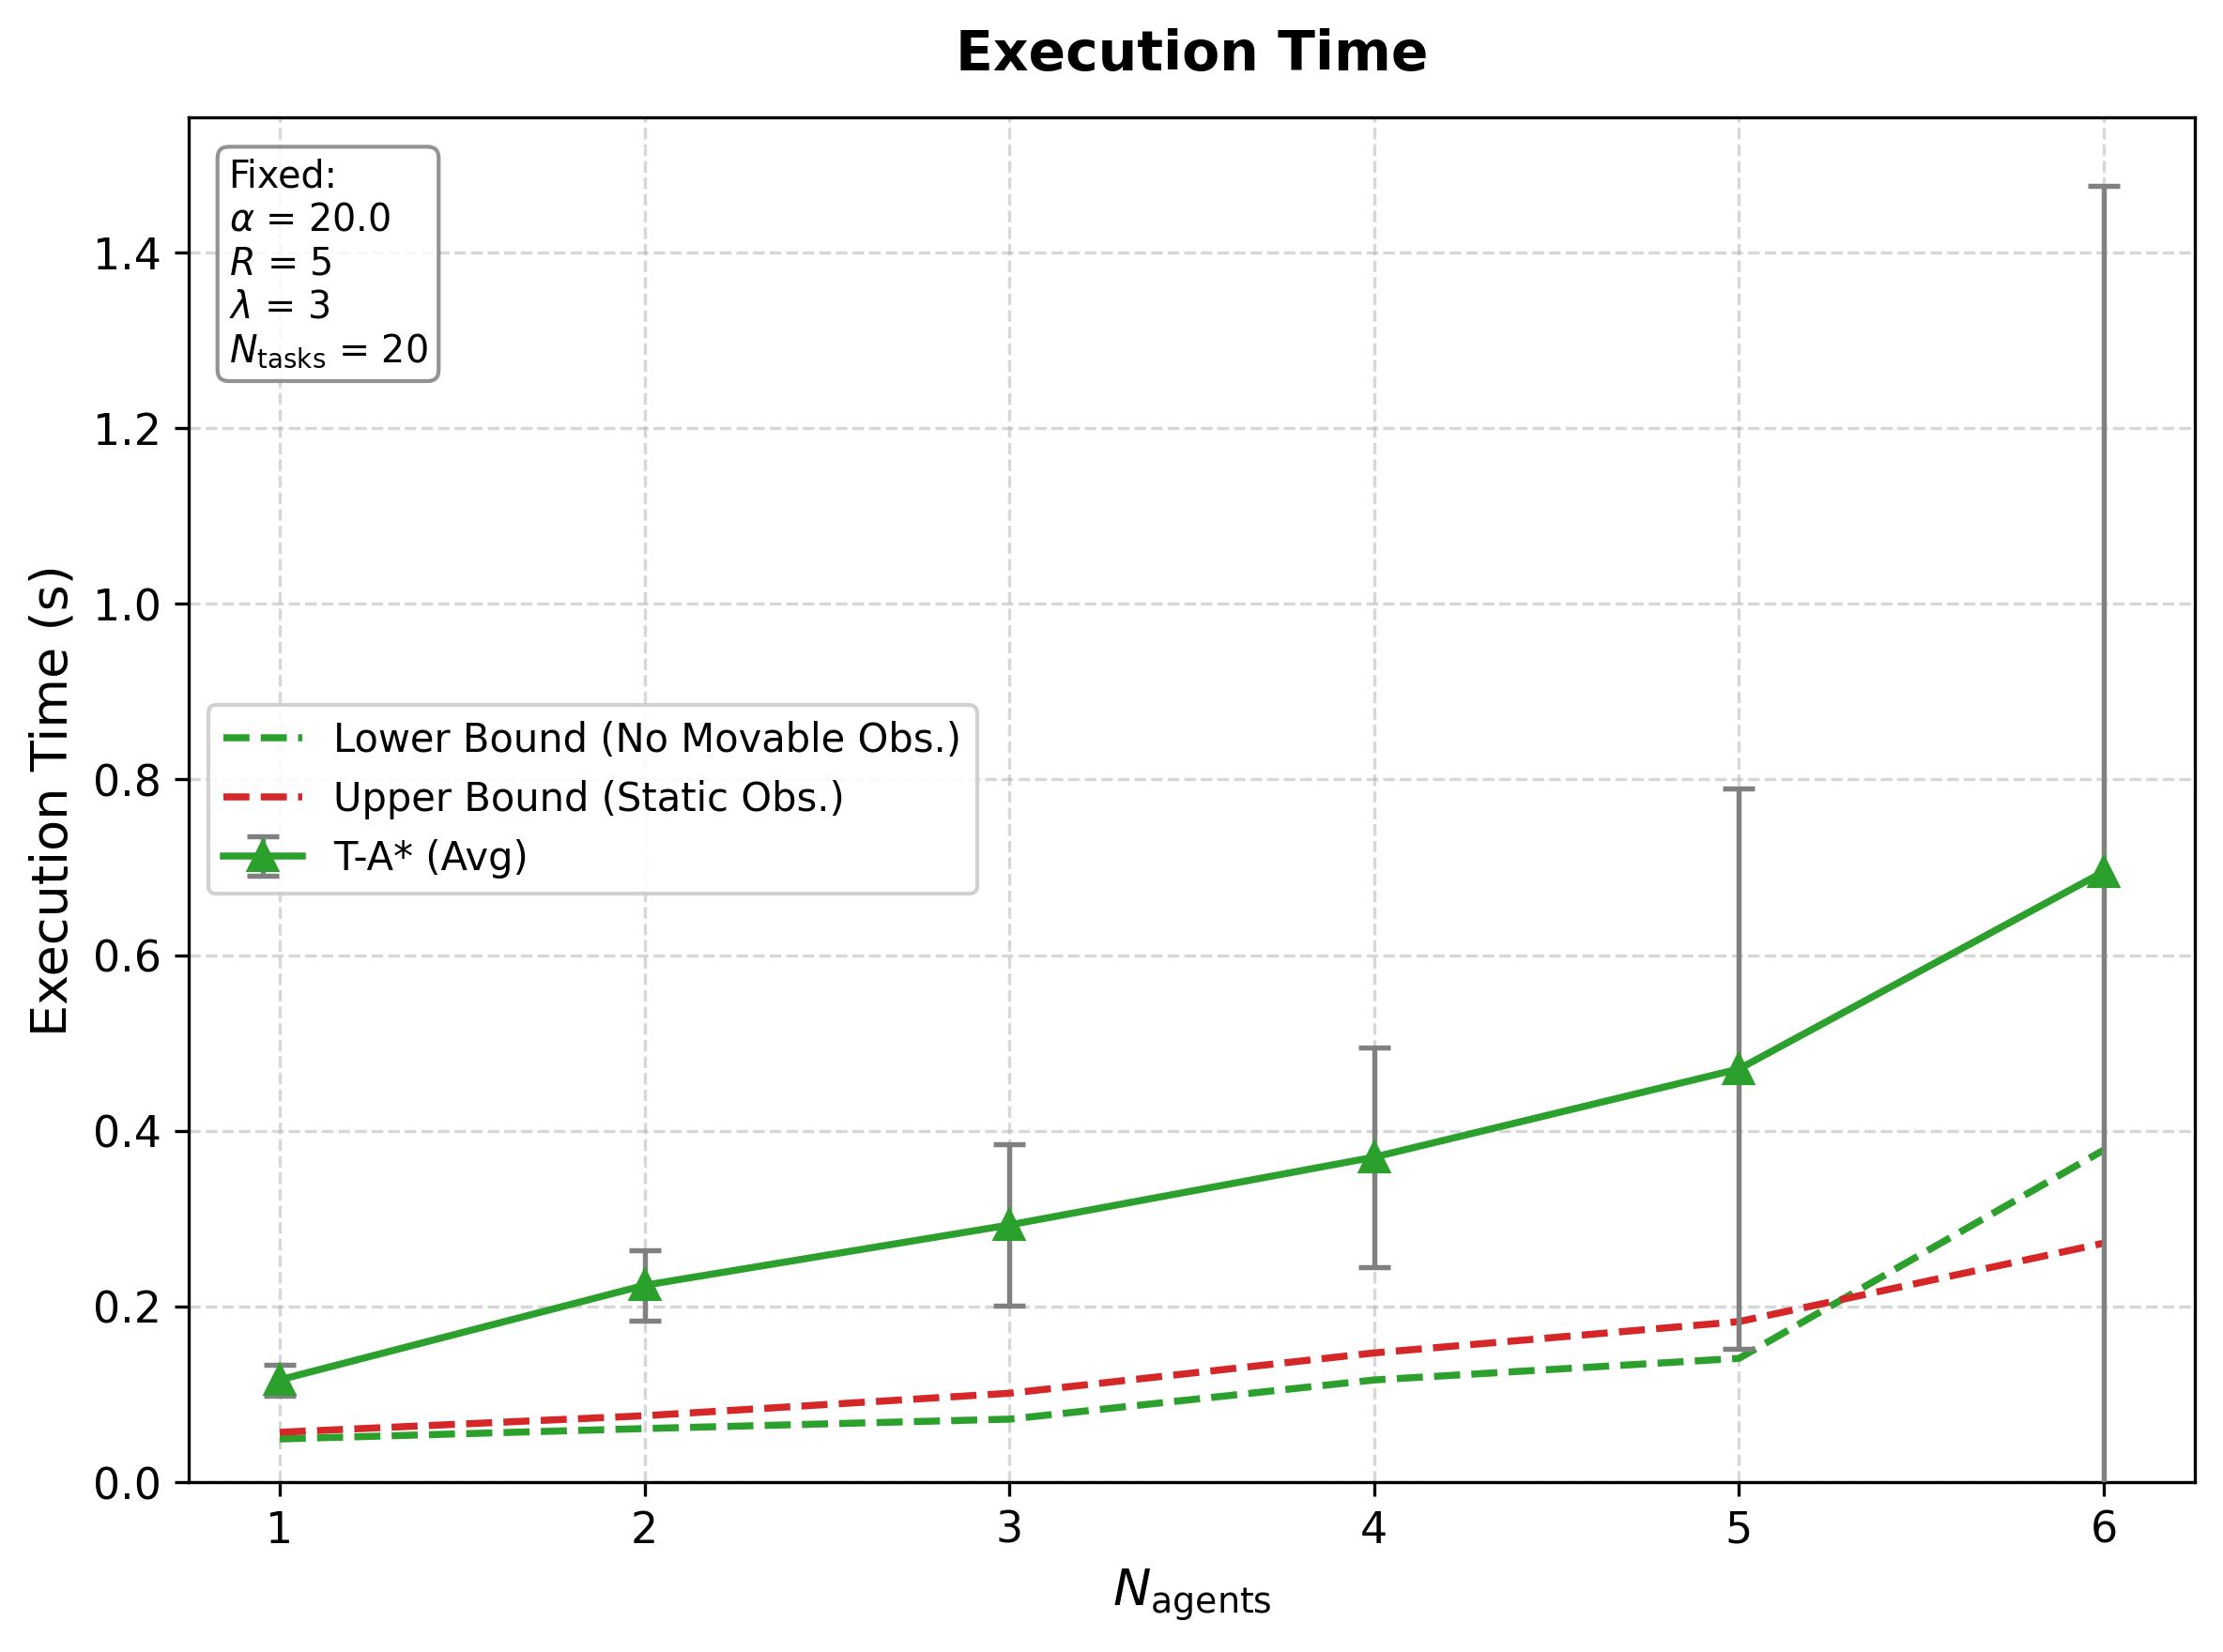 Execution Time
Fixed:
α = 20.0
R = 5
λ = 3
N_tasks = 20
Execution Time (s)
1.4
1.2
1.0
0.8
0.6
0.4
0.2
0.0
Lower Bound (No Movable Obs.)
Upper Bound (Static Obs.)
T-A* (Avg)
1 2 3 4 5 6
N_agents